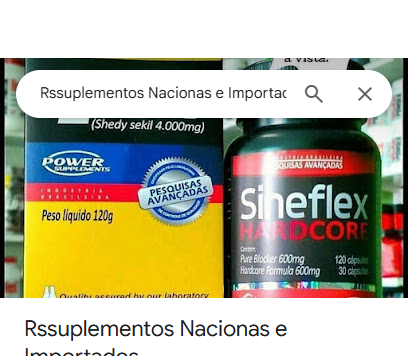 a vista.
Rssuplementos Nacionas e Importad
(Shedy sekil 4.000mg)
POWER
SUPPLEMENTS
INDÚSTRIA
BRASILEIRA
PESQUISAS
AVANÇADAS
Peso líquido 120g
Quality assured by our laboratory
INDÚSTRIA BRASILEIRA
PESQUISAS AVANÇADAS
Sineflex
HARDCORE
Contém:
Pure Blocker 600mg 120 cápsulas
Hardcore Formula 600mg 30 cápsulas
Rssuplementos Nacionas e
Importados